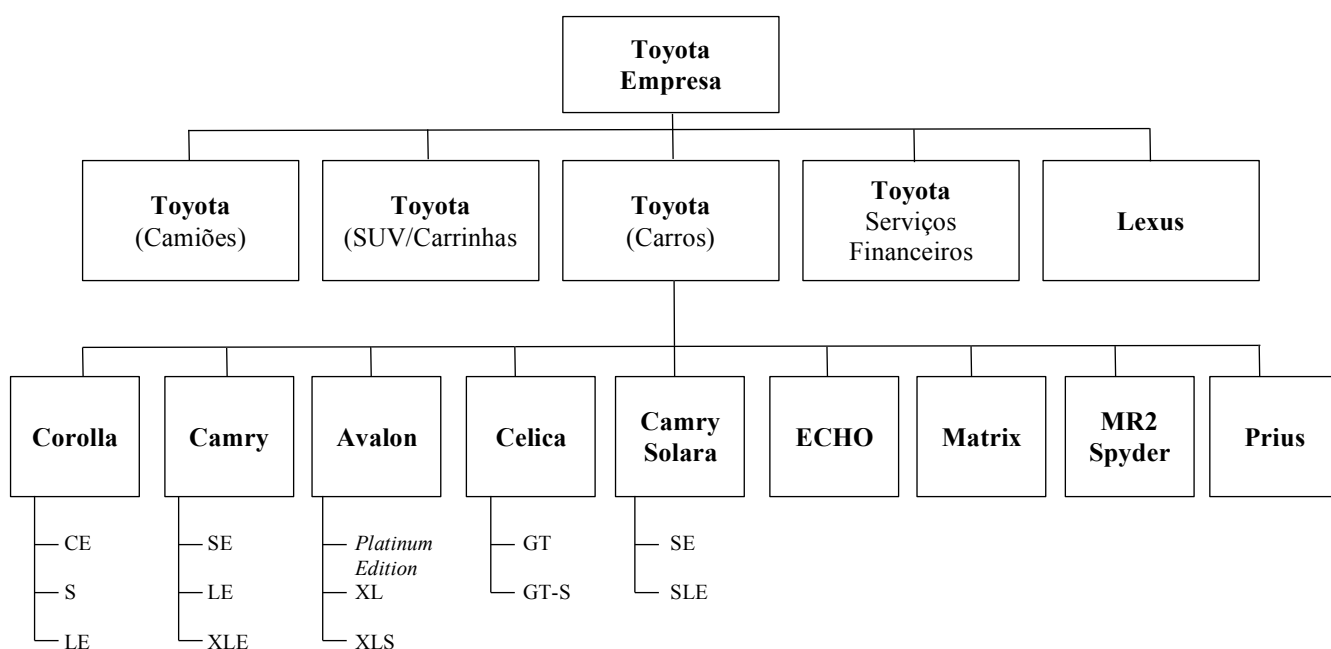 Toyota
Empresa
Toyota
(Camiões)
Toyota
(SUV/Carrinhas
Toyota
(Carros)
Toyota
Serviços
Financeiros
Lexus
Corolla
Camry
Avalon
Celica
Camry
Solara
ECHO
Matrix
MR2
Spyder
Prius
CE
S
LE
SE
LE
XLE
Platinum
Edition
XL
XLS
GT
GT-S
SE
SLE